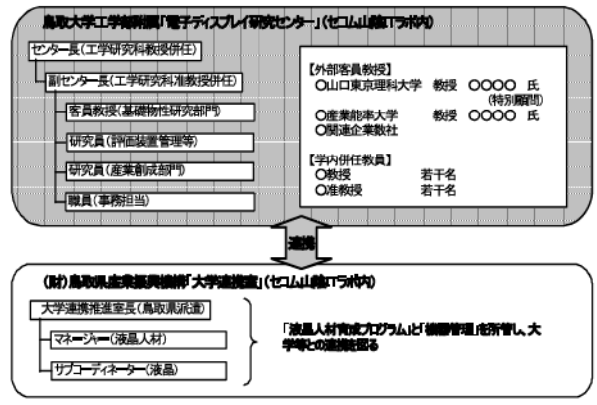 鳥取大学工学部附属「電子ディスプレイ研究センター」(セコム山陰ITラボ内)
センター長(工学研究科教授併任)
副センター長(工学研究科准教授併任)
客員教授(基礎物性研究部門)
研究員(評価装置管理等)
研究員(産業創成部門)
職員(事務担当)
【外部客員教授】
〇山口東京理科大学 教授 〇〇〇〇 氏
(特別顧問)
〇産業能率大学 教授 〇〇〇〇 氏
〇関連企業数社
【学内併任教員】
〇教授 若干名
〇准教授 若干名
連携
(財)鳥取県産業振興機構「大学連携室」(セコム山陰ITラボ内)
大学連携推進室長(鳥取県派遣)
マネージャー(液晶人材)
サブコーディネーター(液晶)
「液晶人材育成プログラム」と「機器管理」を所管し、大
学等との連携を図る